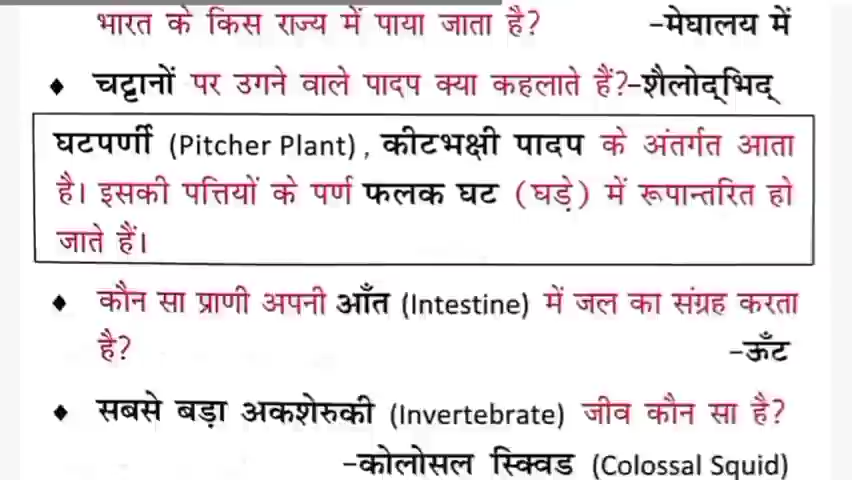 भारत के किस राज्य में पाया जाता है? -मेघालय में
♦ चट्टानों पर उगने वाले पादप क्या कहलाते हैं?-शैलोद्भिद्
घटपर्णी (Pitcher Plant), कीटभक्षी पादप के अंतर्गत आता
है। इसकी पत्तियों के पर्ण फलक घट (घड़े) में रूपान्तरित हो
जाते हैं।
♦ कौन सा प्राणी अपनी आँत (Intestine) में जल का संग्रह करता
है? -ऊँट
♦ सबसे बड़ा अकशेरुकी (Invertebrate) जीव कौन सा है?
-कोलोसल स्क्विड (Colossal Squid)